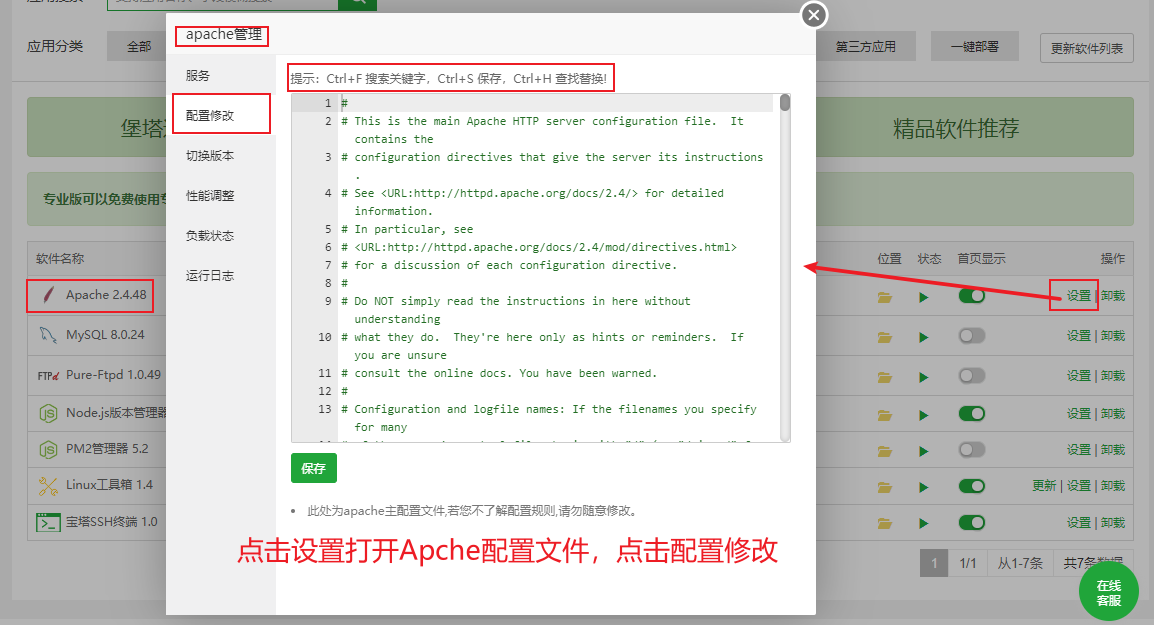 应用分类
全部
第三方应用
一键部署
更新软件列表
精品软件推荐
专业版可以免费使用
apache管理
服务
配置修改
切换版本
性能调整
负载状态
运行日志
提示：Ctrl+F 搜索关键字，Ctrl+S 保存，Ctrl+H 查找替换!
1 #
2 # This is the main Apache HTTP server configuration file.  It
contains the
3 # configuration directives that give the server its instructions
.
4 # See <URL:http://httpd.apache.org/docs/2.4/> for detailed
information.
5 # In particular, see
6 # <URL:http://httpd.apache.org/docs/2.4/mod/directives.html>
7 # for a discussion of each configuration directive.
8 #
9 # Do NOT simply read the instructions in here without
understanding
10 # what they do.  They're here only as hints or reminders.  If
you are unsure
11 # consult the online docs. You have been warned.
12 #
13 # Configuration and logfile names: If the filenames you specify
for many
保存
此处为apache主配置文件,若您不了解配置规则,请勿随意修改。
点击设置打开Apche配置文件，点击配置修改
软件名称 位置 状态 首页显示 操作
Apache 2.4.48 设置 | 卸载
MySQL 8.0.24 设置 | 卸载
FTP Pure-Ftpd 1.0.49 设置 | 卸载
Node.js版本管理器 设置 | 卸载
PM2管理器 5.2 设置 | 卸载
Linux工具箱 1.4 更新 | 设置 | 卸载
宝塔SSH终端 1.0 设置 | 卸载
1 1/1 从1-7条 共7条数据
在线
客服